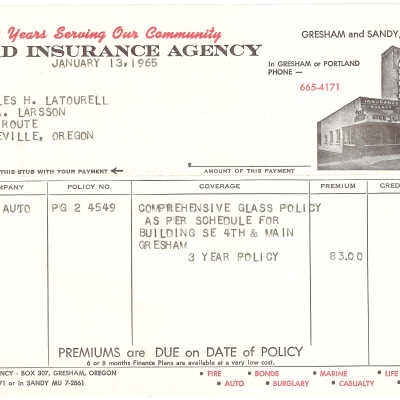 Years Serving Our Community
GRESHAM and SANDY,
D INSURANCE AGENCY
JANUARY 13, 1965
In GRESHAM or PORTLAND
PHONE —
665-4171
INSURANCE
LES H. LATOURELL
. LARSSON
ROUTE
EVILLE, OREGON
THIS STUB WITH YOUR PAYMENT
AMOUNT OF THIS PAYMENT
MPANY POLICY NO. COVERAGE PREMIUM CRED
AUTO PG 2 4549 COMPREHENSIVE GLASS POLICY
AS PER SCHEDULE FOR
BUILDING SE 4TH & MAIN
GRESHAM
3 YEAR POLICY 83.00
PREMIUMS are DUE on DATE of POLICY
6 or 8 months Finance Plans are available at a very low cost.
NCY - BOX 307, GRESHAM, OREGON
• FIRE • BONDS • MARINE • LIFE
71 or in SANDY MU 7-2661
• AUTO • BURGLARY • CASUALTY •